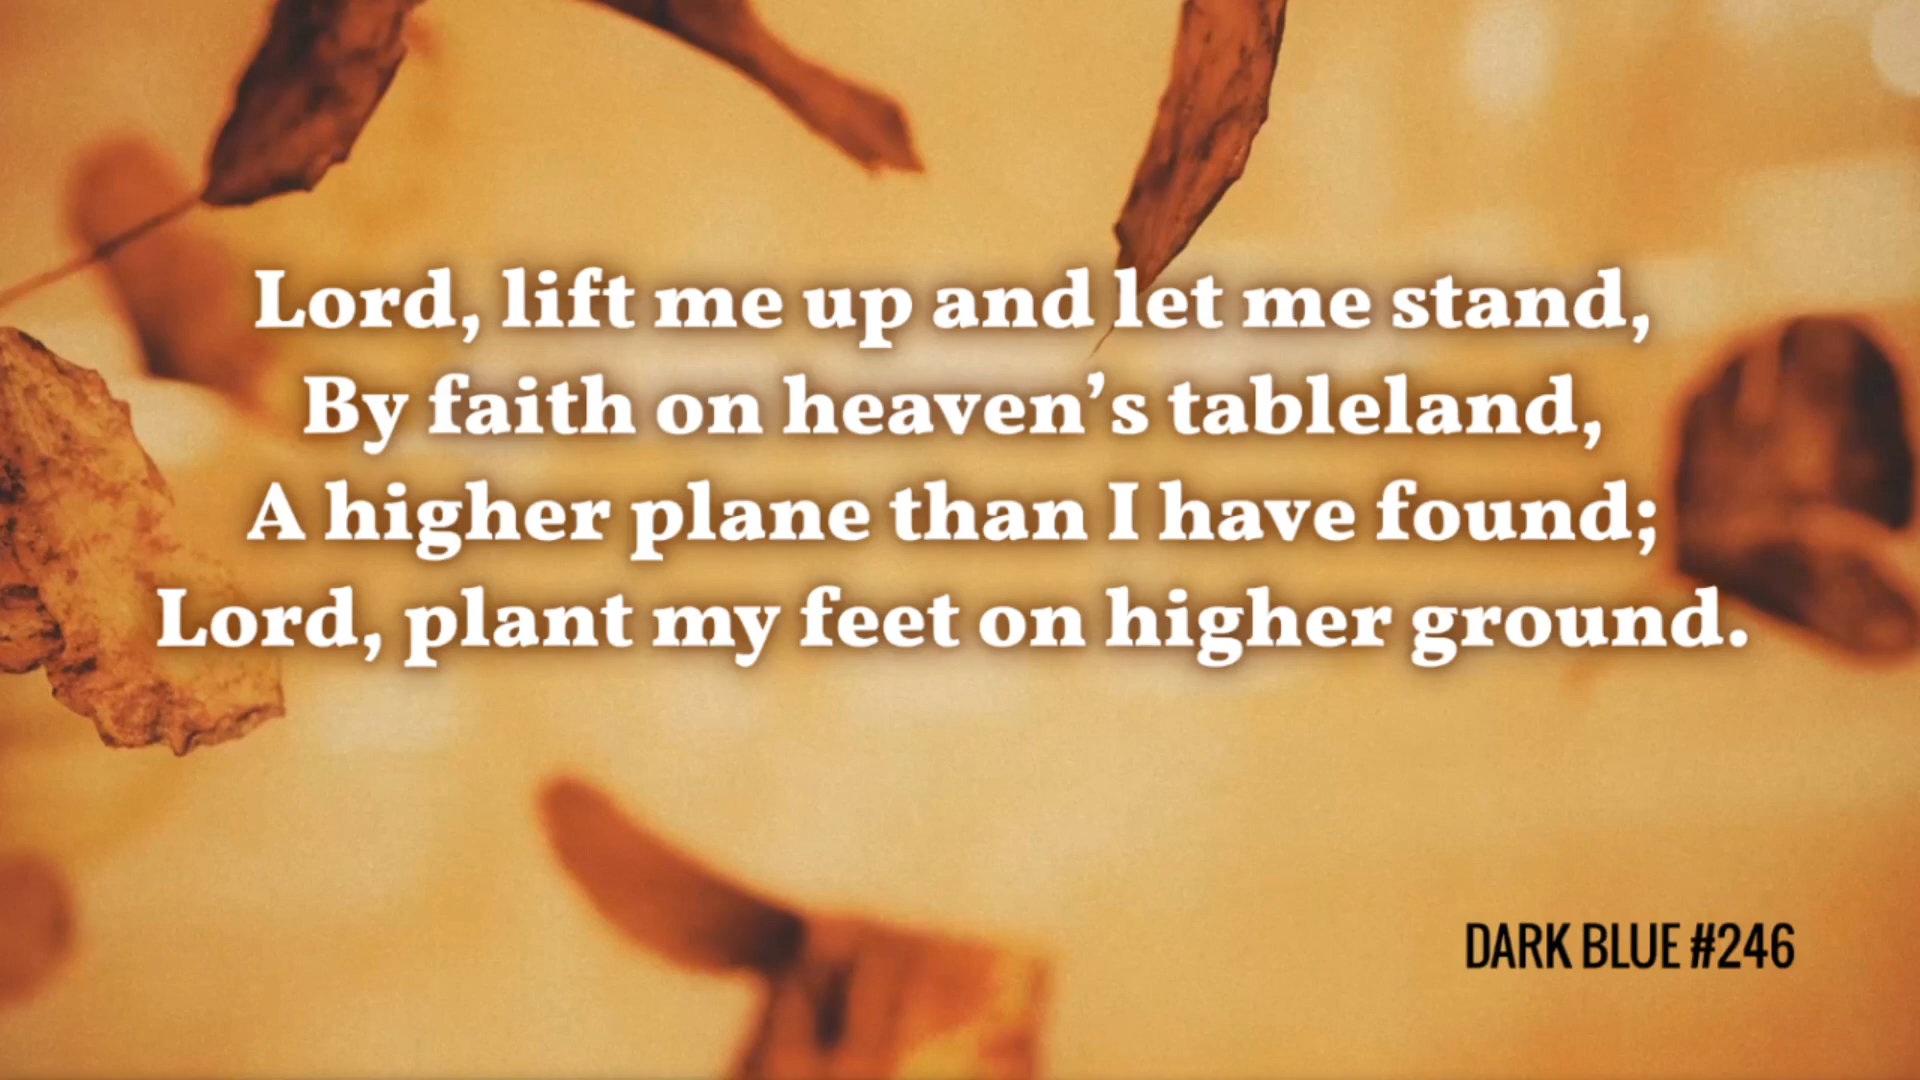 Lord, lift me up and let me stand,
By faith on heaven’s tableland,
A higher plane than I have found;
Lord, plant my feet on higher ground.
DARK BLUE #246